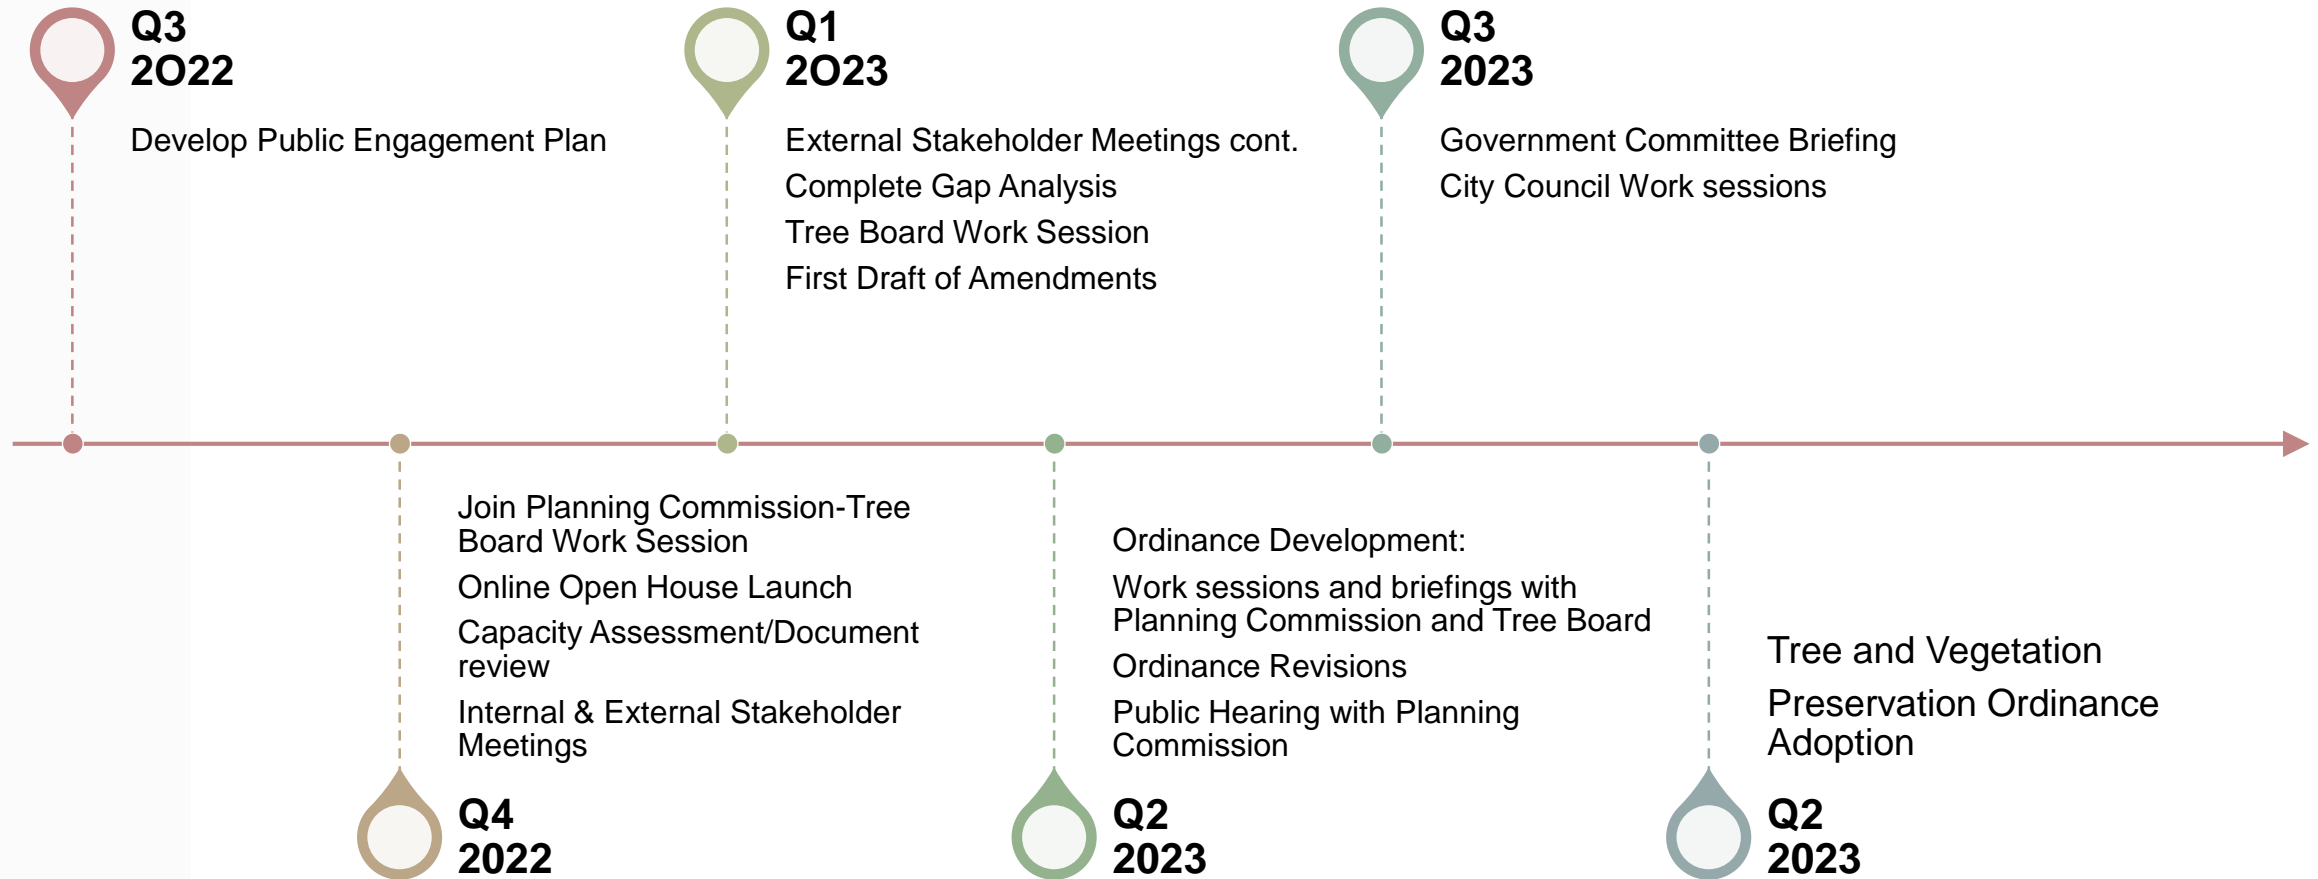 Q3
2O22
Develop Public Engagement Plan
Q1
2O23
External Stakeholder Meetings cont.
Complete Gap Analysis
Tree Board Work Session
First Draft of Amendments
Q3
2023
Government Committee Briefing
City Council Work sessions
Join Planning Commission-Tree
Board Work Session
Online Open House Launch
Capacity Assessment/Document
review
Internal & External Stakeholder
Meetings
Q4
2022
Ordinance Development:
Work sessions and briefings with
Planning Commission and Tree Board
Ordinance Revisions
Public Hearing with Planning
Commission
Q2
2023
Tree and Vegetation
Preservation Ordinance
Adoption
Q2
2023